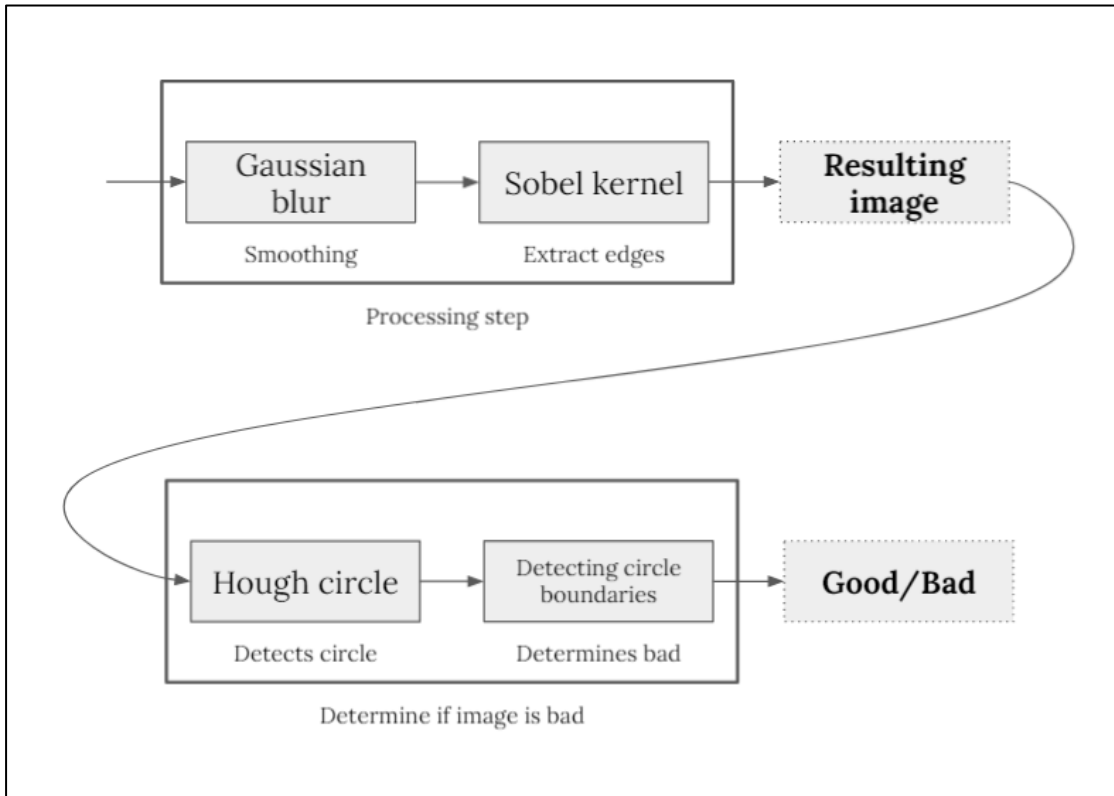 Gaussian
blur
Sobel kernel
Resulting
image
Smoothing
Extract edges
Processing step
Hough circle
Detecting circle
boundaries
Good/Bad
Detects circle
Determines bad
Determine if image is bad